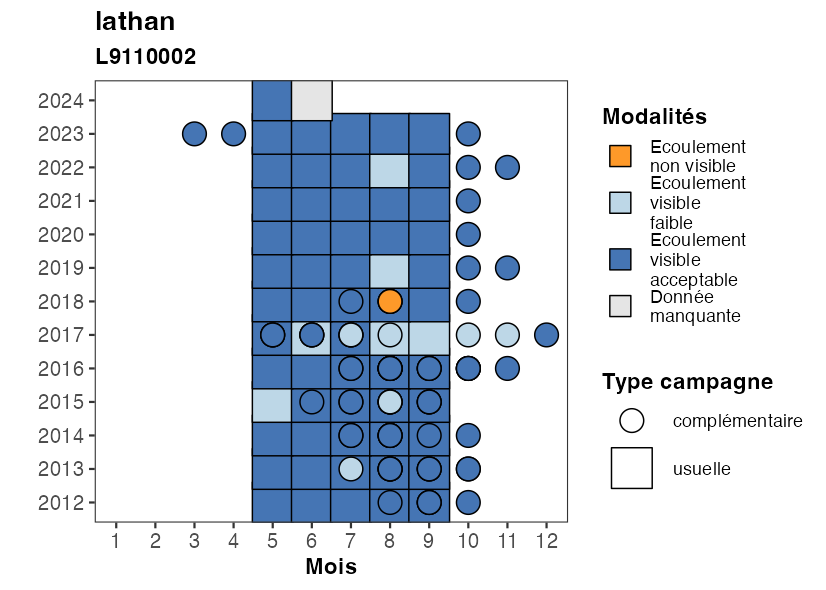 lathan
L9110002
2024
2023
2022
2021
2020
2019
2018
2017
2016
2015
2014
2013
2012
1 2 3 4 5 6 7 8 9 10 11 12
Mois
Modalités
Ecoulement
non visible
Ecoulement
visible
faible
Ecoulement
visible
acceptable
Donnée
manquante
Type campagne
complémentaire
usuelle